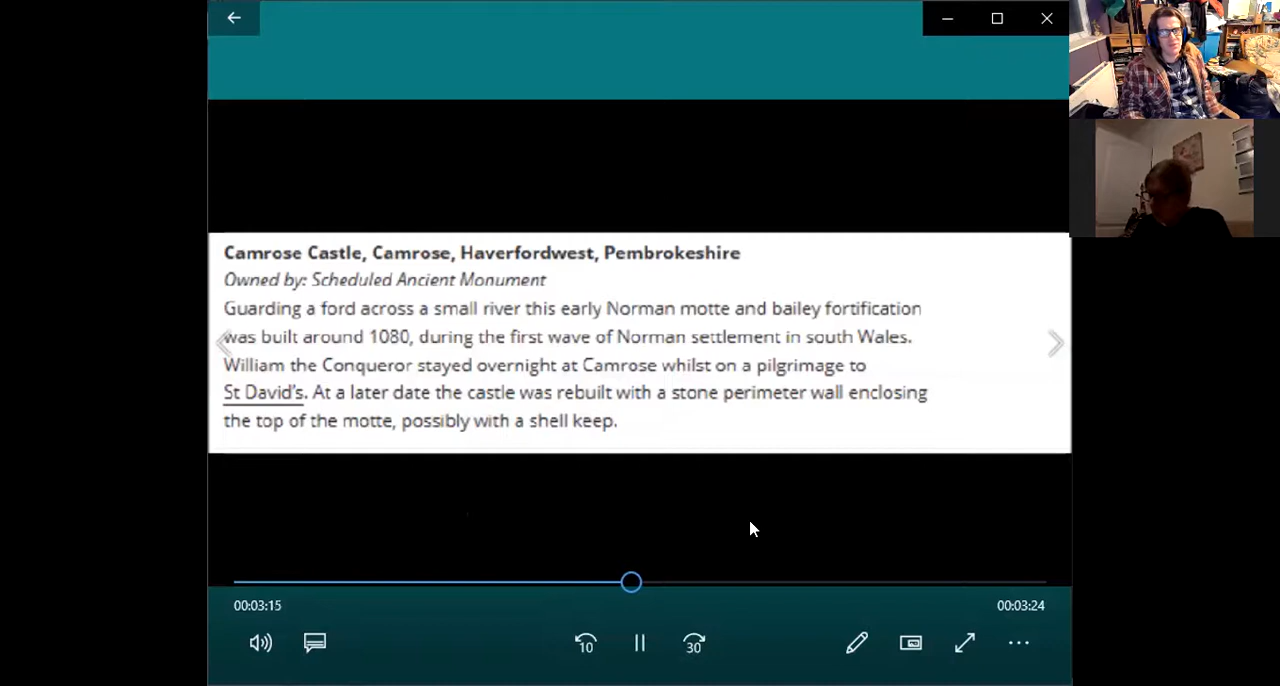 Camrose Castle, Camrose, Haverfordwest, Pembrokeshire
Owned by: Scheduled Ancient Monument
Guarding a ford across a small river this early Norman motte and bailey fortification
was built around 1080, during the first wave of Norman settlement in south Wales.
William the Conqueror stayed overnight at Camrose whilst on a pilgrimage to
St David's. At a later date the castle was rebuilt with a stone perimeter wall enclosing
the top of the motte, possibly with a shell keep.
00:03:15 00:03:24
10 30